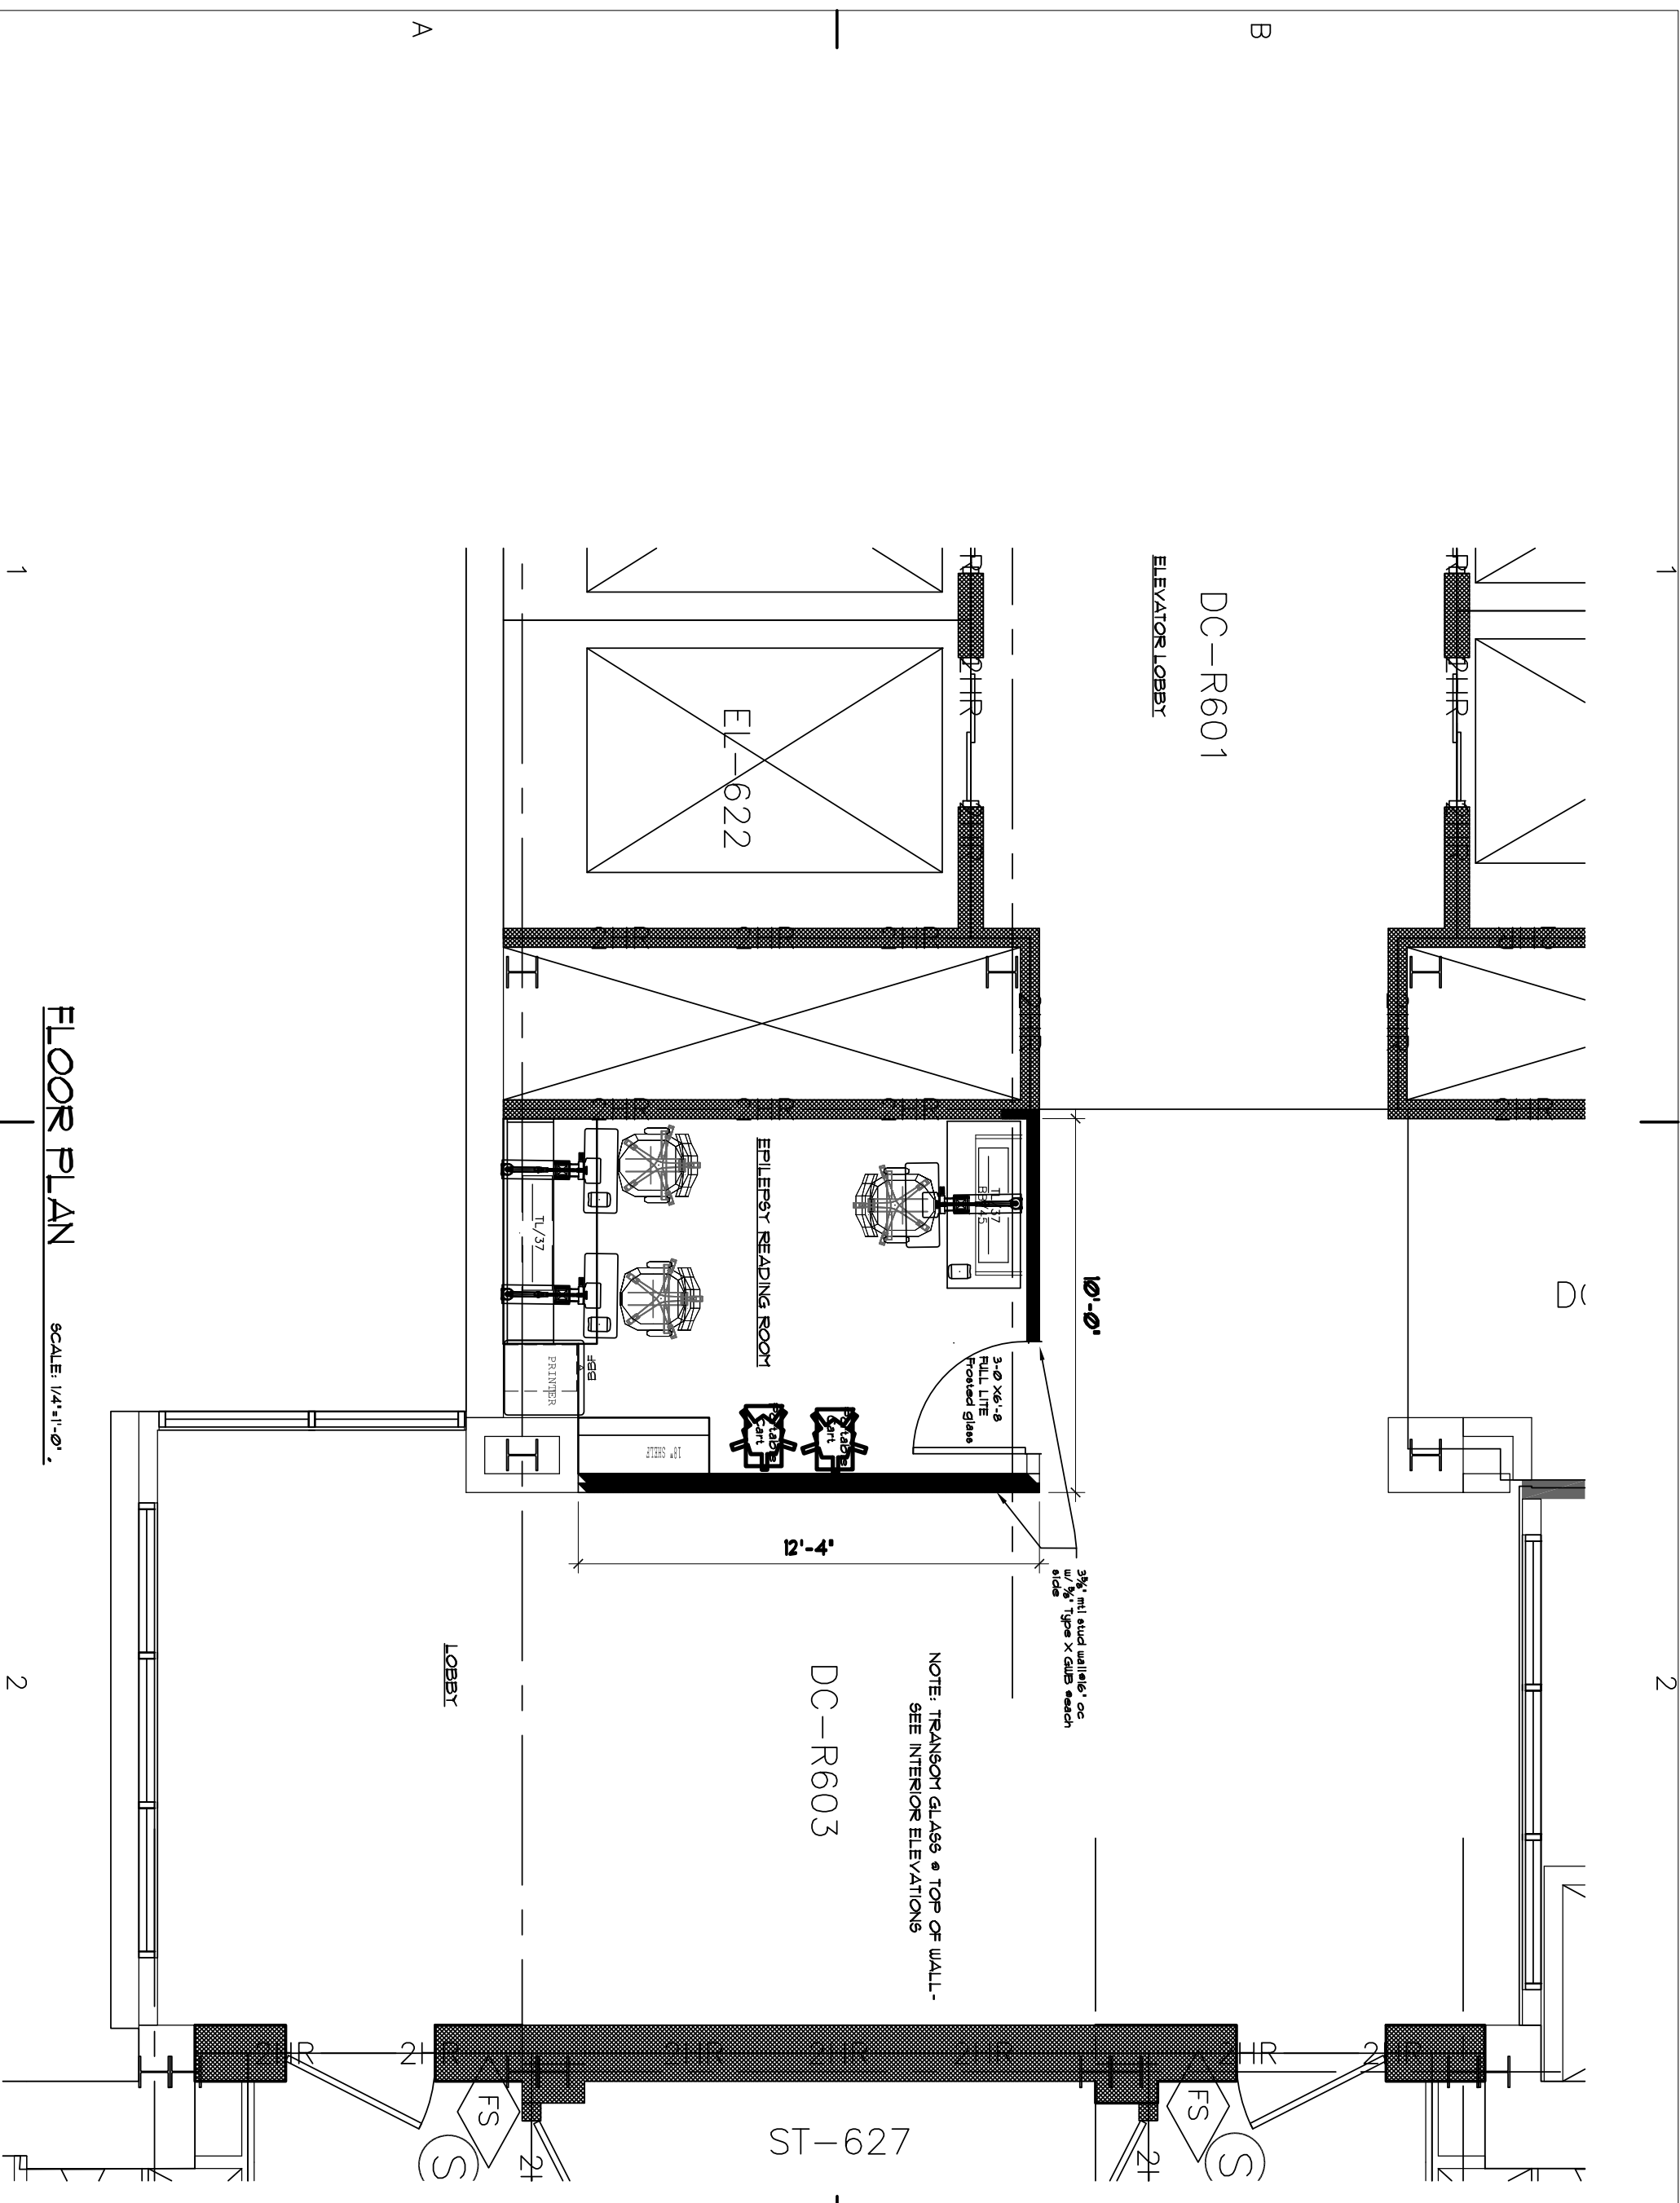 A
B
1
1
2
2
ELEVATOR LOBBY
DC-R601
EL-622
2HR
2HR
2HR
2HR
2HR
2HR
2HR
2HR
2HR
EPILEPSY READING ROOM
TL/37
TL/37
PRINTER
BBF
18" SHELF
Cart
Cart
3-0 X6'-8
FULL LITE
Frosted glass
10'-0"
12'-4"
3⅝" mtl stud wall@16" oc
w/ ⅝" Type X GWB @each
side
NOTE: TRANSOM GLASS @ TOP OF WALL-
SEE INTERIOR ELEVATIONS
DC-R603
LOBBY
2HR
2HR
2HR
2HR
2HR
2HR
2HR
FS
FS
S
S
ST-627
FLOOR PLAN
SCALE: 1/4"=1'-0".